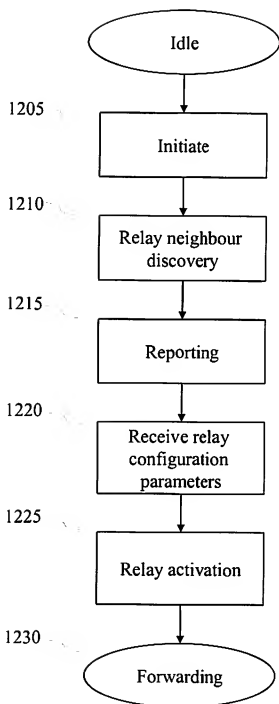 Idle
1205
Initiate
1210
Relay neighbour
discovery
1215
Reporting
1220
Receive relay
configuration
parameters
1225
Relay activation
1230
Forwarding